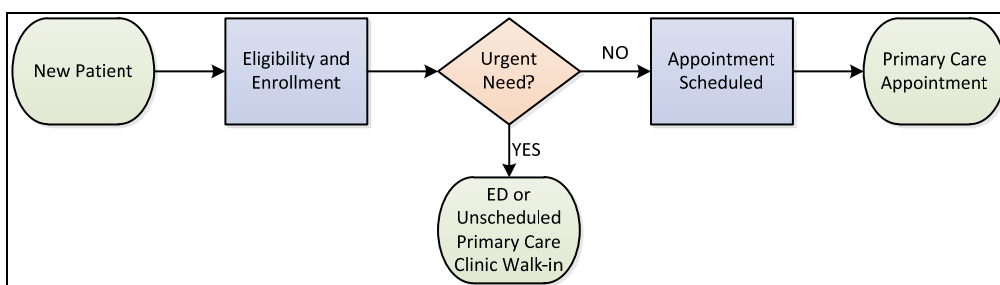 New Patient
Eligibility and
Enrollment
Urgent
Need?
NO
Appointment
Scheduled
Primary Care
Appointment
YES
ED or
Unscheduled
Primary Care
Clinic Walk-in